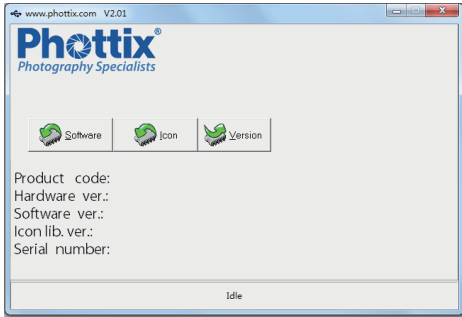 www.phottix.com V2.01
Phottix®
Photography Specialists
Software Icon Version
Product code:
Hardware ver.:
Software ver.:
Icon lib. ver.:
Serial number:
Idle